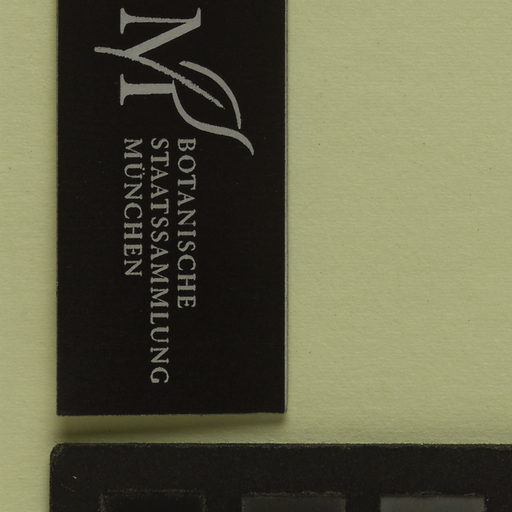 M
BOTANISCHE
STAATSSAMMLUNG
MÜNCHEN